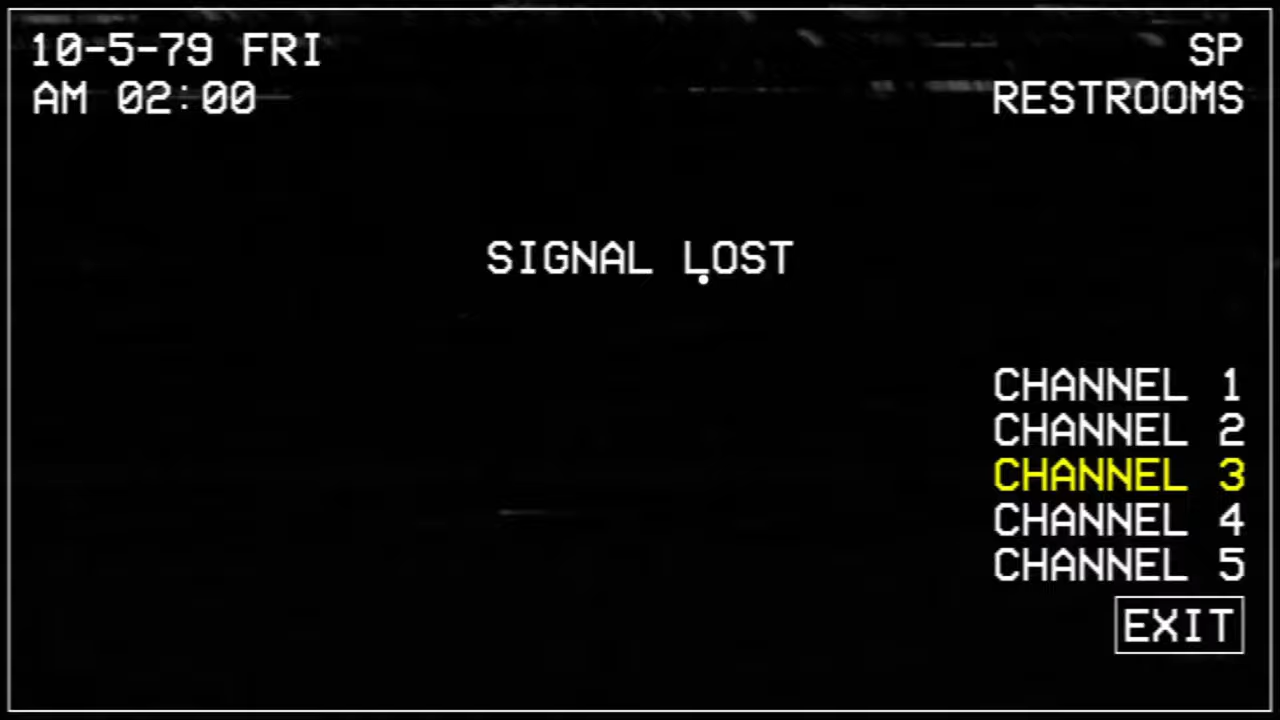 10-5-79 FRI
SP
AM 02:00
RESTROOMS
SIGNAL LOST
CHANNEL 1
CHANNEL 2
CHANNEL 3
CHANNEL 4
CHANNEL 5
EXIT